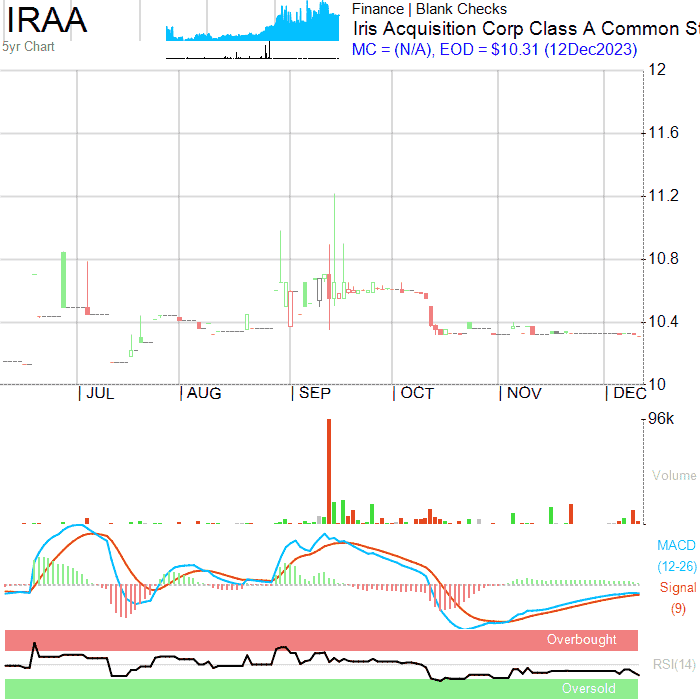 IRAA
5yr Chart
Finance | Blank Checks
Iris Acquisition Corp Class A Common St
MC = (N/A), EOD = $10.31 (12Dec2023)
12
11.6
11.2
10.8
10.4
10
JUL AUG SEP OCT NOV DEC
96k
Volume
MACD
(12-26)
Signal
(9)
Overbought
RSI(14)
Oversold